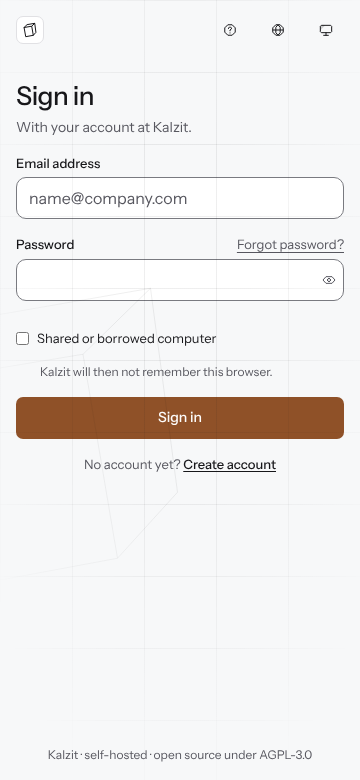 Sign in
With your account at Kalzit.
Email address
name@company.com
Password Forgot password?
Shared or borrowed computer
Kalzit will then not remember this browser.
Sign in
No account yet? Create account
Kalzit · self-hosted · open source under AGPL-3.0